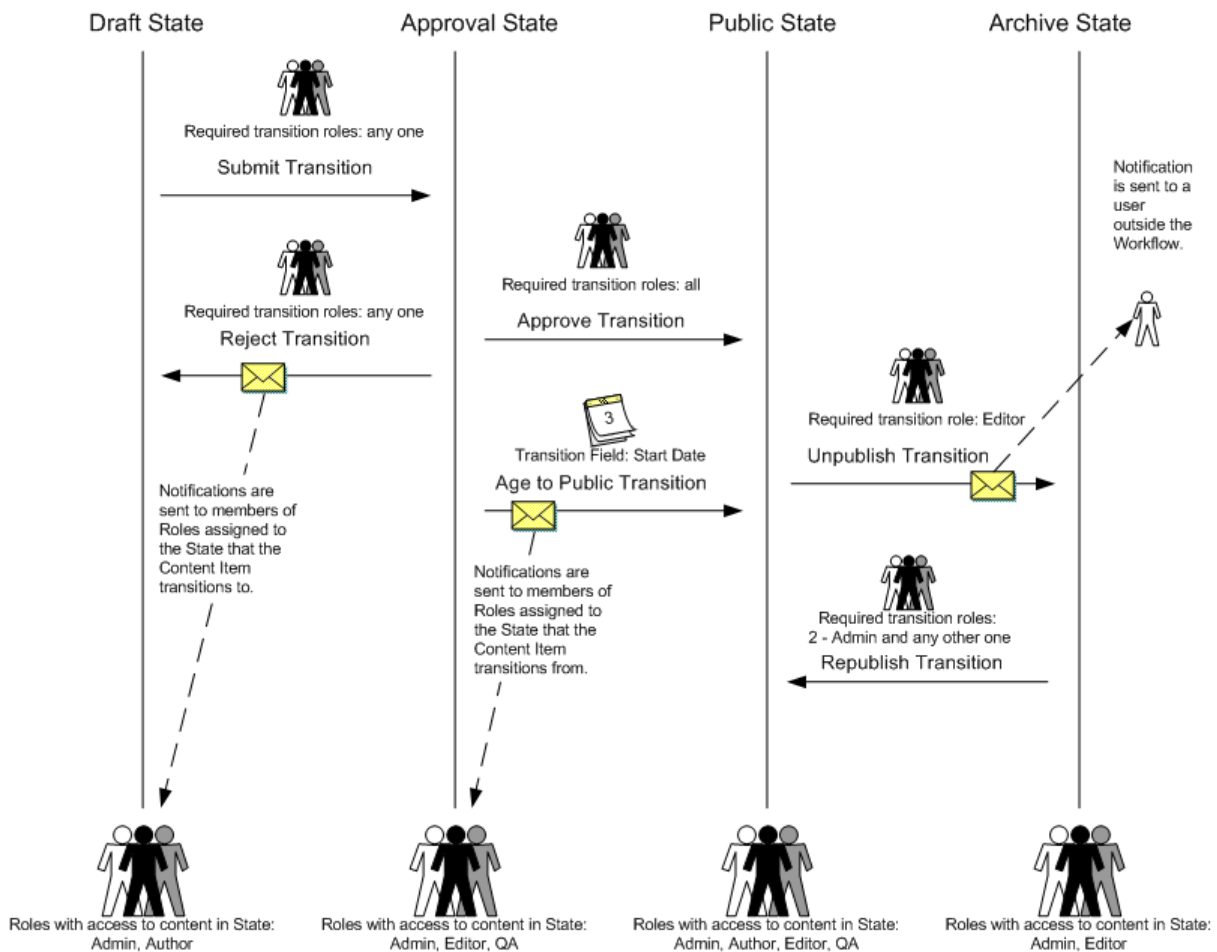 Draft State
Approval State
Public State
Archive State
Required transition roles: any one
Submit Transition
Notification
is sent to a
user
outside the
Workflow.
Required transition roles: any one
Reject Transition
Required transition roles: all
Approve Transition
3
Transition Field: Start Date
Age to Public Transition
Required transition role: Editor
Unpublish Transition
Notifications are
sent to members of
Roles assigned to
the State that the
Content Item
transitions to.
Notifications are
sent to members of
Roles assigned to
the State that the
Content Item
transitions from.
Required transition roles:
2 - Admin and any other one
Republish Transition
Roles with access to content in State:
Admin, Author
Roles with access to content in State:
Admin, Editor, QA
Roles with access to content in State:
Admin, Author, Editor, QA
Roles with access to content in State:
Admin, Editor